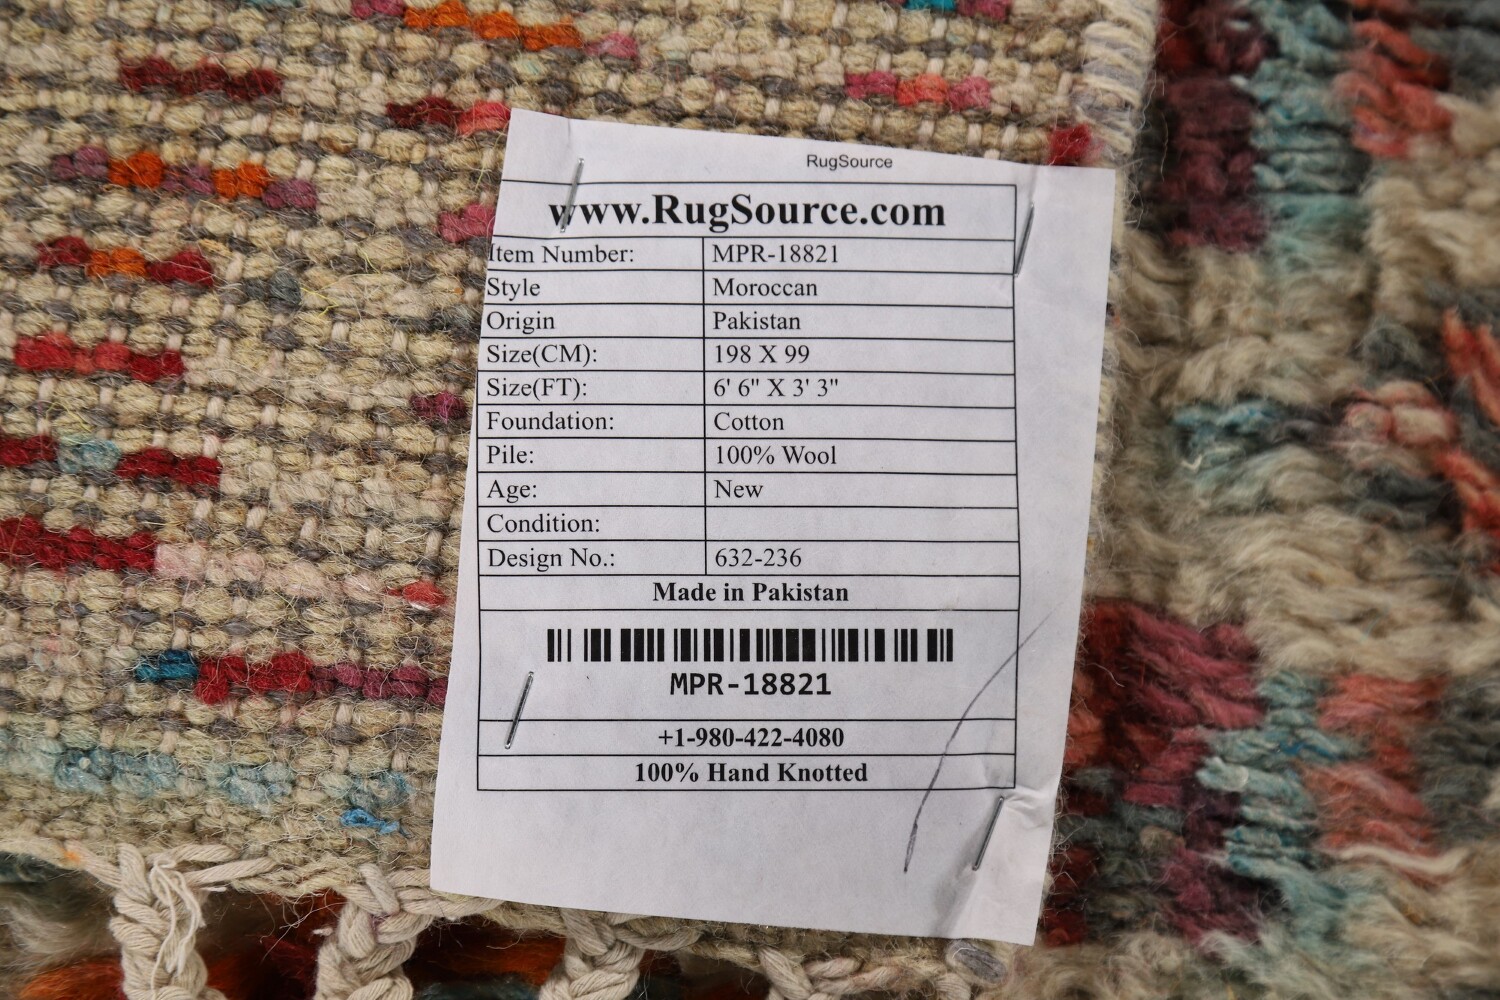 RugSource
www.RugSource.com
Item Number: MPR-18821
Style Moroccan
Origin Pakistan
Size(CM): 198 X 99
Size(FT): 6' 6" X 3' 3"
Foundation: Cotton
Pile: 100% Wool
Age: New
Condition:
Design No.: 632-236
Made in Pakistan
MPR-18821
+1-980-422-4080
100% Hand Knotted